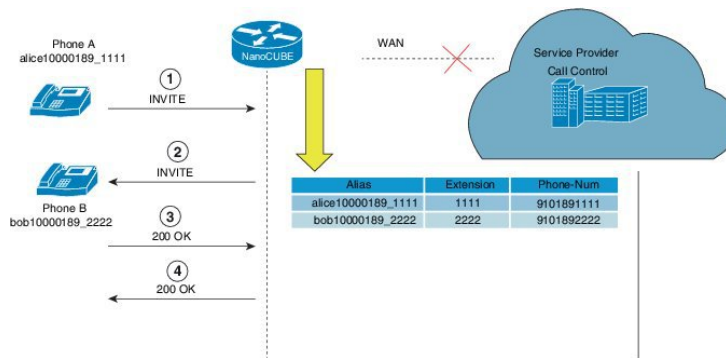 Phone A
alice10000189_1111
NanoCUBE
WAN
Service Provider
Call Control
1
INVITE
2
INVITE
Phone B
bob10000189_2222
3
200 OK
4
200 OK
Alias Extension Phone-Num
alice10000189_1111 1111 9101891111
bob10000189_2222 2222 9101892222